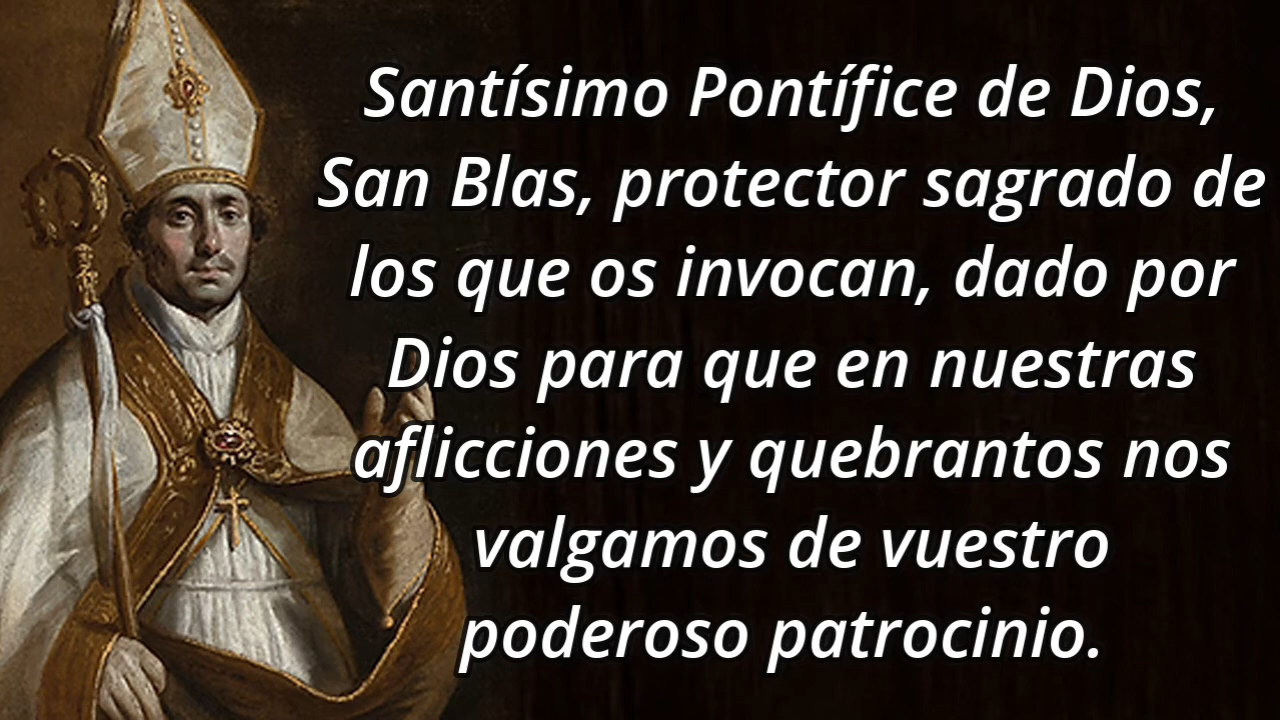 Santísimo Pontífice de Dios,
San Blas, protector sagrado de
los que os invocan, dado por
Dios para que en nuestras
aflicciones y quebrantos nos
valgamos de vuestro
poderoso patrocinio.